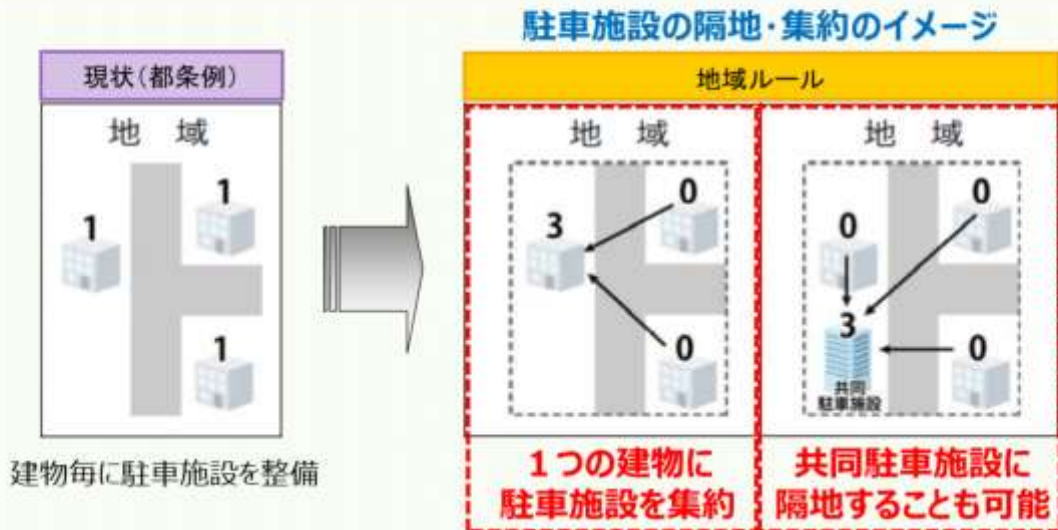 駐車施設の隔地・集約のイメージ
現状（都条例）
地 域
1
1
1
建物毎に駐車施設を整備
地域ルール
地 域
0
3
0
1つの建物に
駐車施設を集約
地 域
0
0
3
0
共同
駐車施設
共同駐車施設に
隔地することも可能